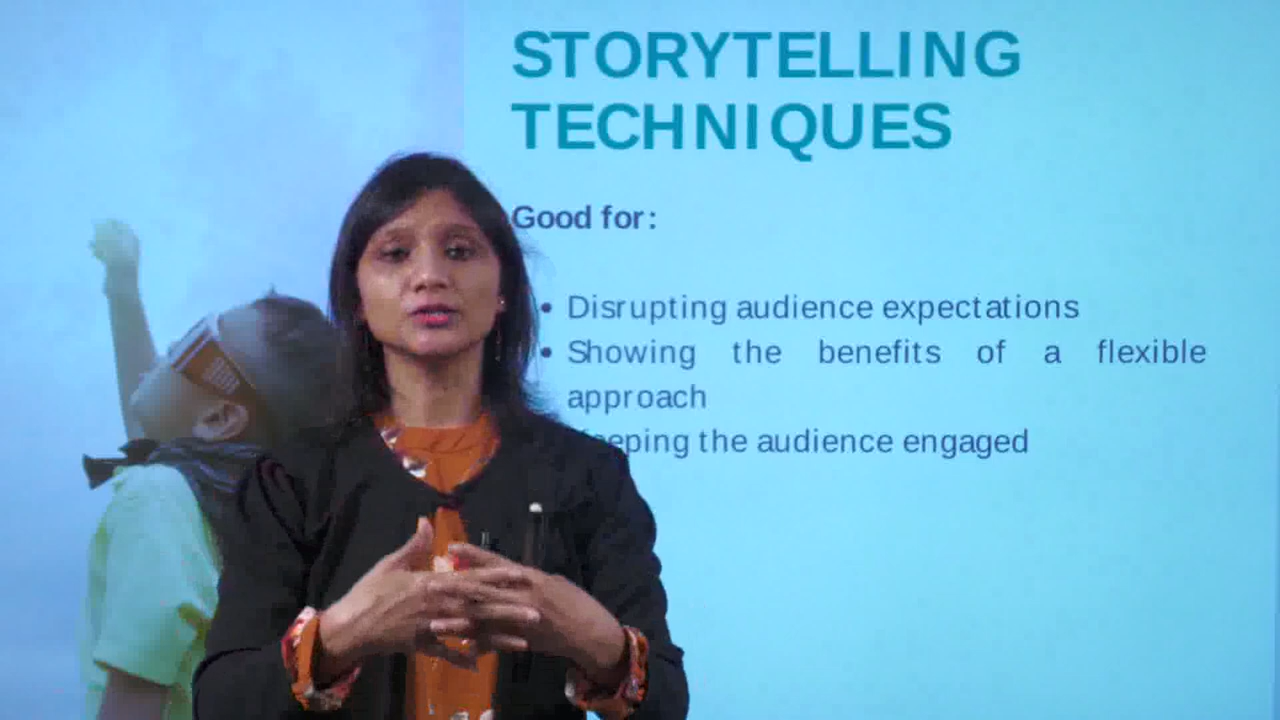 STORYTELLING
TECHNIQUES
Good for:
• Disrupting audience expectations
• Showing the benefits of a flexible
approach
the audience engaged